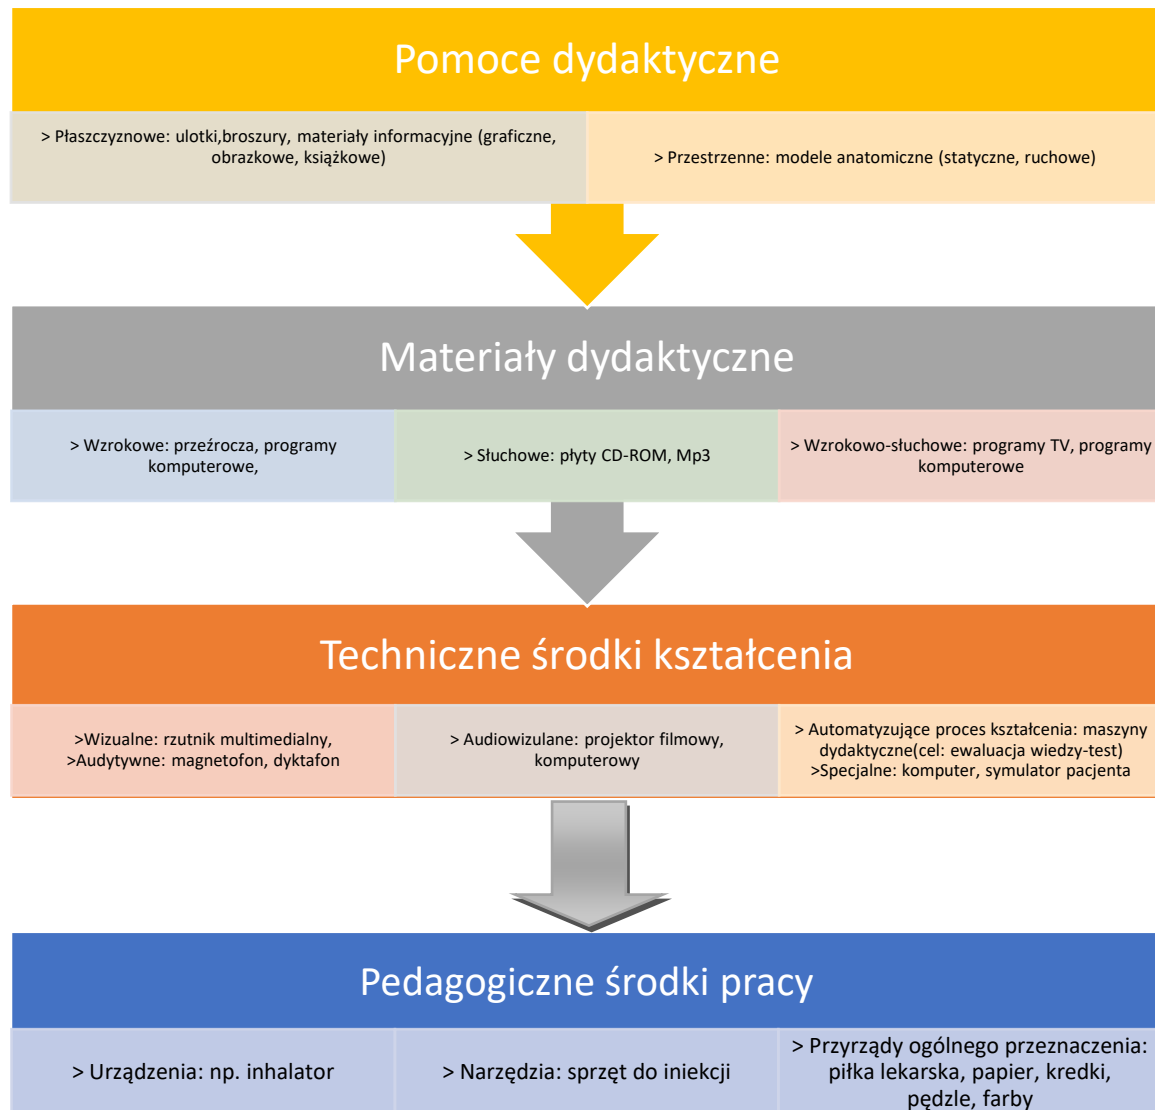 Pomoce dydaktyczne
> Płaszczyznowe: ulotki,broszury, materiały informacyjne (graficzne,
obrazkowe, książkowe)
> Przestrzenne: modele anatomiczne (statyczne, ruchowe)
Materiały dydaktyczne
> Wzrokowe: przeźrocza, programy
komputerowe,
> Słuchowe: płyty CD-ROM, Mp3
> Wzrokowo-słuchowe: programy TV, programy
komputerowe
Techniczne środki kształcenia
>Wizualne: rzutnik multimedialny,
>Audytywne: magnetofon, dyktafon
> Audiowizulane: projektor filmowy,
komputerowy
> Automatyzujące proces kształcenia: maszyny
dydaktyczne(cel: ewaluacja wiedzy-test)
>Specjalne: komputer, symulator pacjenta
Pedagogiczne środki pracy
> Urządzenia: np. inhalator
> Narzędzia: sprzęt do iniekcji
> Przyrządy ogólnego przeznaczenia:
piłka lekarska, papier, kredki,
pędzle, farby